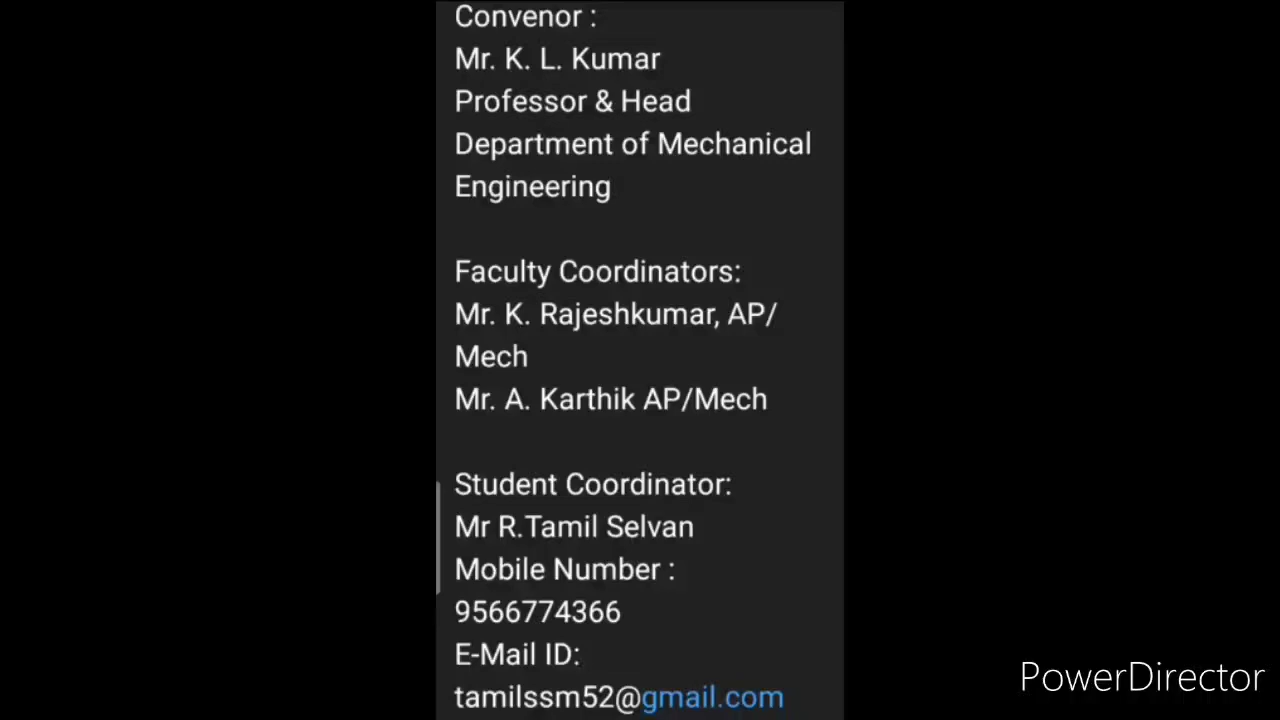 Convenor :
Mr. K. L. Kumar
Professor & Head
Department of Mechanical
Engineering
Faculty Coordinators:
Mr. K. Rajeshkumar, AP/
Mech
Mr. A. Karthik AP/Mech
Student Coordinator:
Mr R.Tamil Selvan
Mobile Number :
9566774366
E-Mail ID:
tamilssm52@gmail.com
PowerDirector